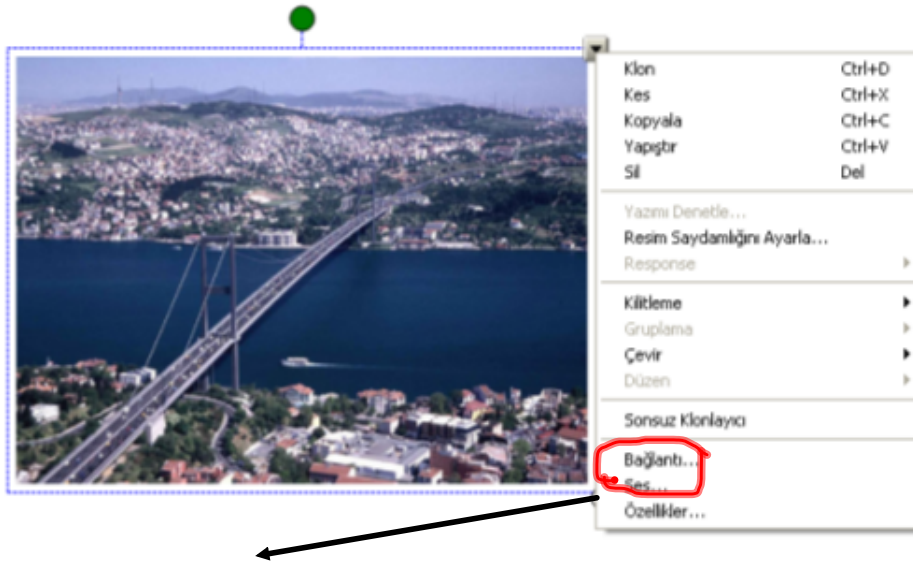 Klon Ctrl+D
Kes Ctrl+X
Kopyala Ctrl+C
Yapıştır Ctrl+V
Sil Del
Yazımı Denetle...
Resim Saydamlığını Ayarla...
Response
Kilitleme
Gruplama
Çevir
Düzen
Sonsuz Klonlayıcı
Bağlantı...
Ses...
Özellikler...